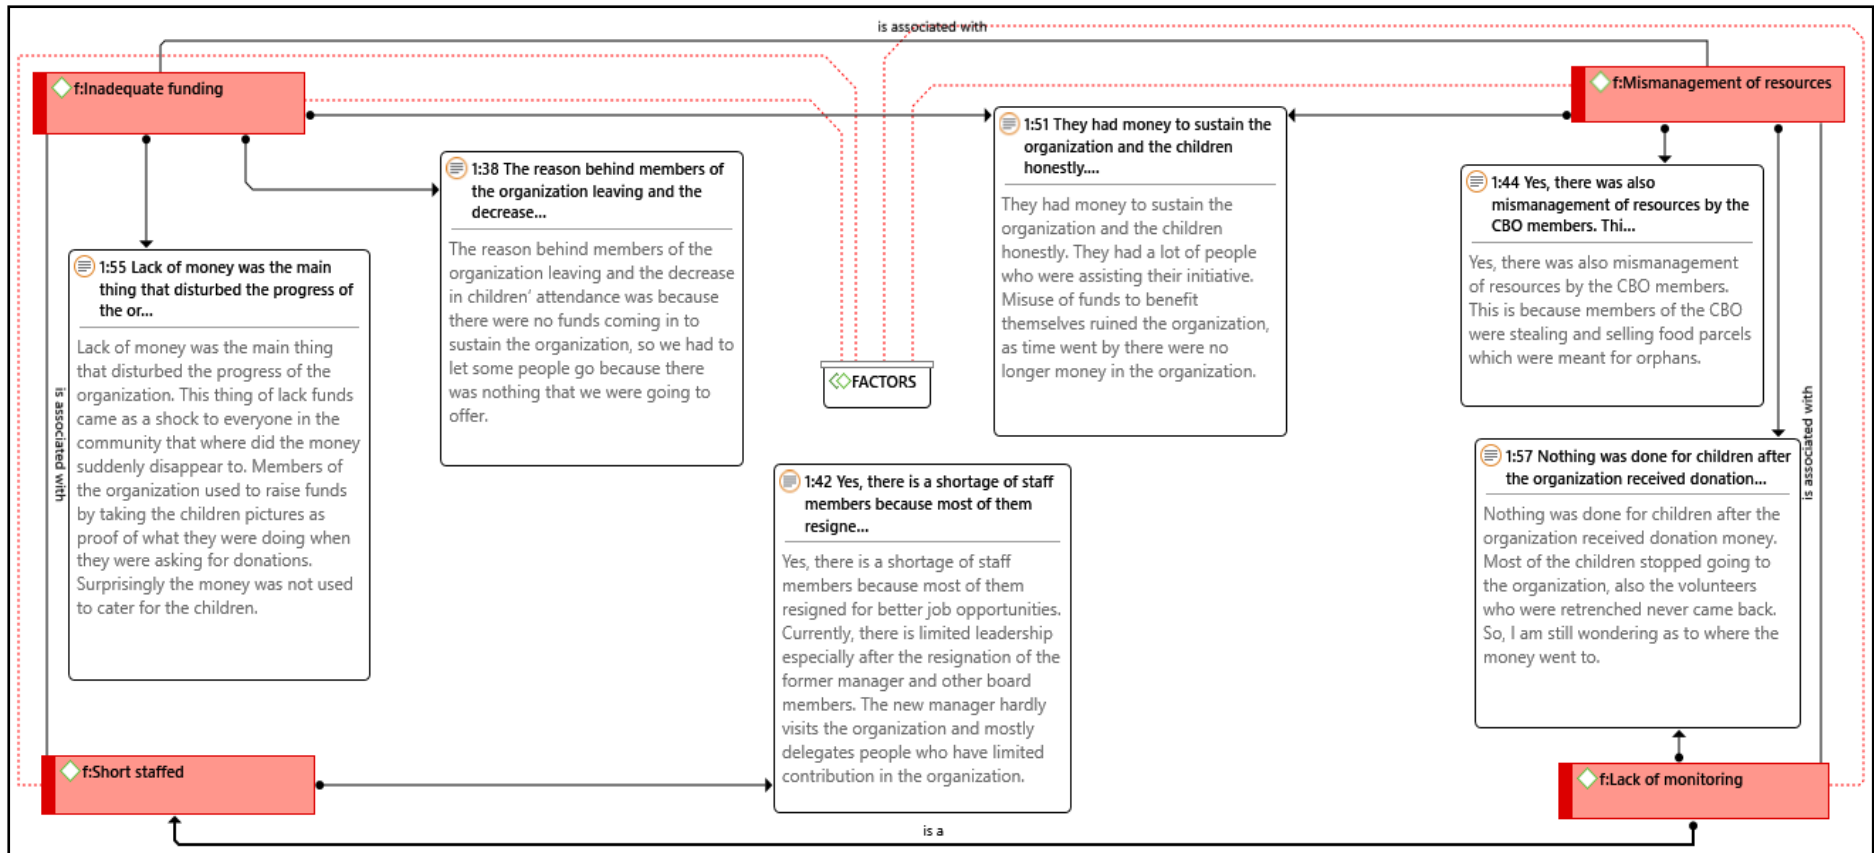 is associated with
f:Inadequate funding
f:Mismanagement of resources
1:51 They had money to sustain the
organization and the children
honestly....
They had money to sustain the
organization and the children
honestly. They had a lot of people
who were assisting their initiative.
Misuse of funds to benefit
themselves ruined the organization,
as time went by there were no
longer money in the organization.
1:38 The reason behind members of
the organization leaving and the
decrease...
The reason behind members of the
organization leaving and the decrease
in children’ attendance was because
there were no funds coming in to
sustain the organization, so we had to
let some people go because there
was nothing that we were going to
offer.
1:44 Yes, there was also
mismanagement of resources by the
CBO members. Thi...
Yes, there was also mismanagement
of resources by the CBO members.
This is because members of the CBO
were stealing and selling food parcels
which were meant for orphans.
1:55 Lack of money was the main
thing that disturbed the progress of
the or...
Lack of money was the main thing
that disturbed the progress of the
organization. This thing of lack funds
came as a shock to everyone in the
community that where did the money
suddenly disappear to. Members of
the organization used to raise funds
by taking the children pictures as
proof of what they were doing when
they were asking for donations.
Surprisingly the money was not used
to cater for the children.
FACTORS
is associated with
is associated with
1:42 Yes, there is a shortage of staff
members because most of them
resigne...
Yes, there is a shortage of staff
members because most of them
resigned for better job opportunities.
Currently, there is limited leadership
especially after the resignation of the
former manager and other board
members. The new manager hardly
visits the organization and mostly
delegates people who have limited
contribution in the organization.
1:57 Nothing was done for children after
the organization received donation...
Nothing was done for children after the
organization received donation money.
Most of the children stopped going to
the organization, also the volunteers
who were retrenched never came back.
So, I am still wondering as to where the
money went to.
f:Short staffed
f:Lack of monitoring
is a